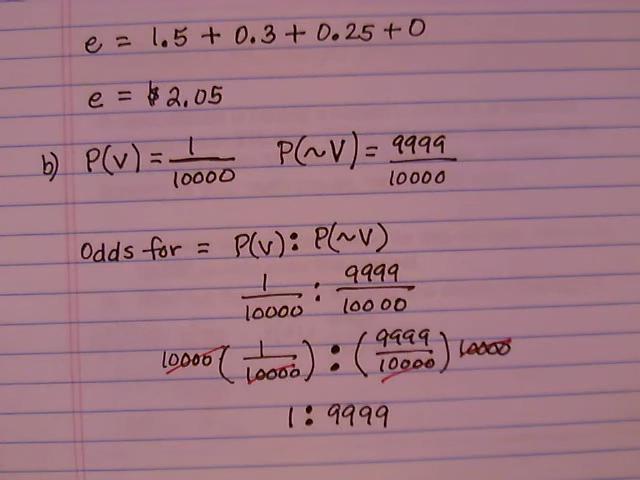 e = 1.5 + 0.3 + 0.25 + 0
e = $2.05
b) P(V) = 1/10000 P(~V) = 9999/10000
Odds for = P(V) : P(~V)
1/10000 : 9999/10000
10000 (1/10000) : (9999/10000) 10000
1 : 9999